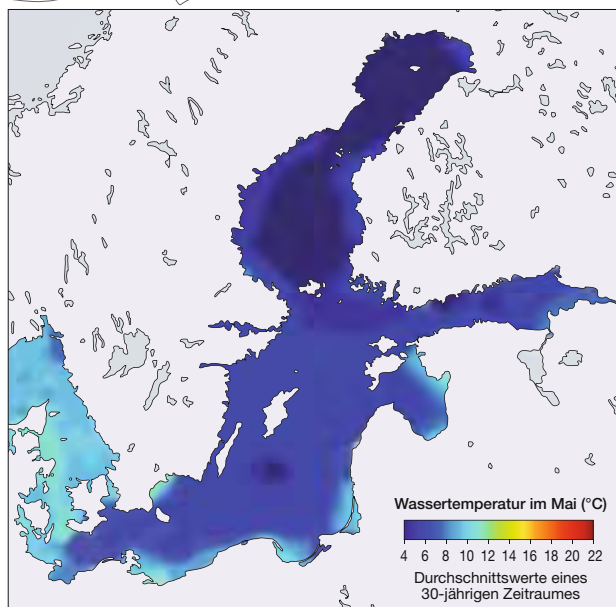 Wassertemperatur im Mai (°C)
4 6 8 10 12 14 16 18 20 22
Durchschnittswerte eines
30-jährigen Zeitraumes